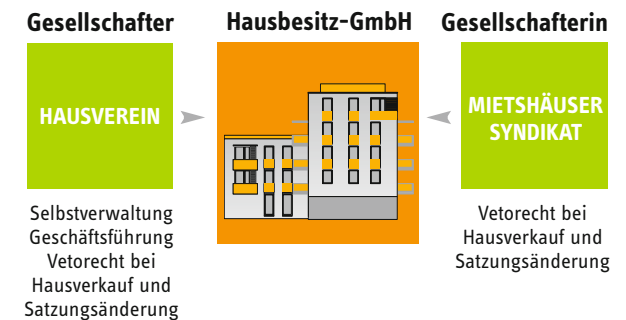 Gesellschafter
Hausbesitz-GmbH
Gesellschafterin
HAUSVEREIN
MIETSHÄUSER
SYNDIKAT
Selbstverwaltung
Geschäftsführung
Vetorecht bei
Hausverkauf und
Satzungsänderung
Vetorecht bei
Hausverkauf und
Satzungsänderung